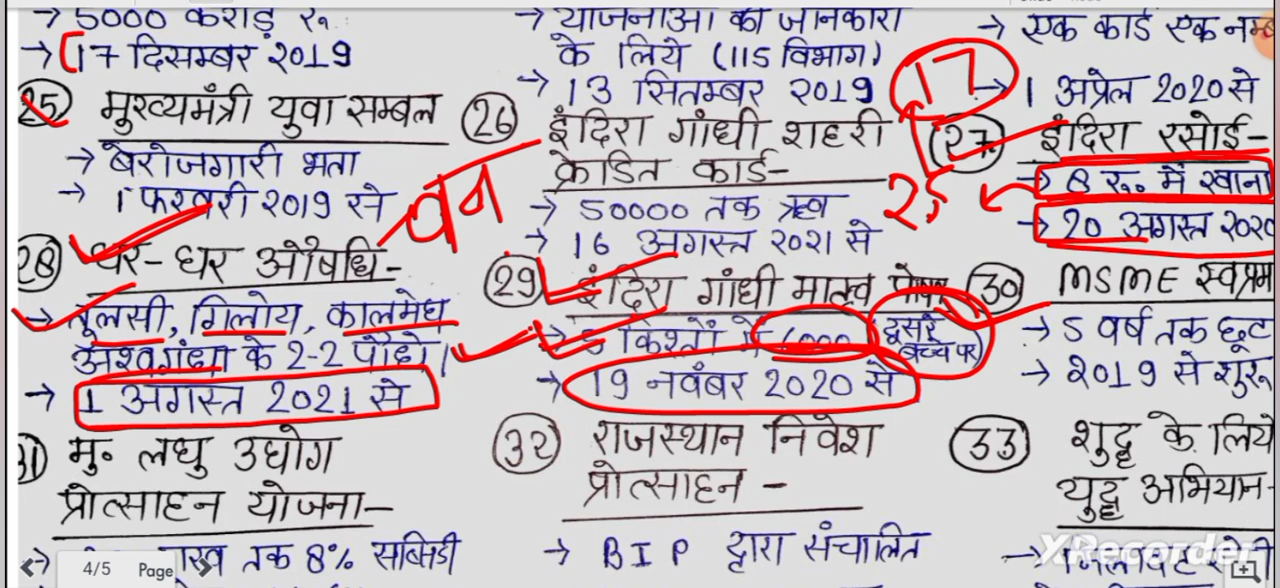 → 5000 करोड़ रु.
→ 17 दिसम्बर 2019
25 मुख्यमंत्री युवा सम्बल
→ बेरोजगारी भता
→ 1 फरवरी 2019 से
28 घर-घर औषधि-
→ तुलसी, गिलोय, कालमेघ
अश्वगंधा के 2-2 पौधे।
→ 1 अगस्त 2021 से
31 मु. लघु उद्योग
प्रोत्साहन योजना-
लाख तक 8% सब्सिडी
→ योजनाओं की जानकारी
के लिये (115 विभाग)
→ 13 सितम्बर 2019
26 इंदिरा गांधी शहरी
क्रेडित कार्ड-
→ 50000 तक ऋण
→ 16 अगस्त 2021 से
वन
29 इंदिरा गांधी मातृत्व पोषण
→ 5 किश्तों में 6000 दूसरे
बच्चे पर
→ 19 नवंबर 2020 से
32 राजस्थान निवेश
प्रोत्साहन -
→ BIP द्वारा संचालित
17
25
→ एक कार्ड एक नम्ब
→ 1 अप्रेल 2020 से
27 इंदिरा रसोई-
→ 8 रु. में खाना
→ 20 अगस्त 2020
30 MSME स्वप्रम
→ 5 वर्ष तक छूट
→ 2019 से शुरू
33 शुद्ध के लिये
युद्ध अभियान-
4/5 Page
XRecorder